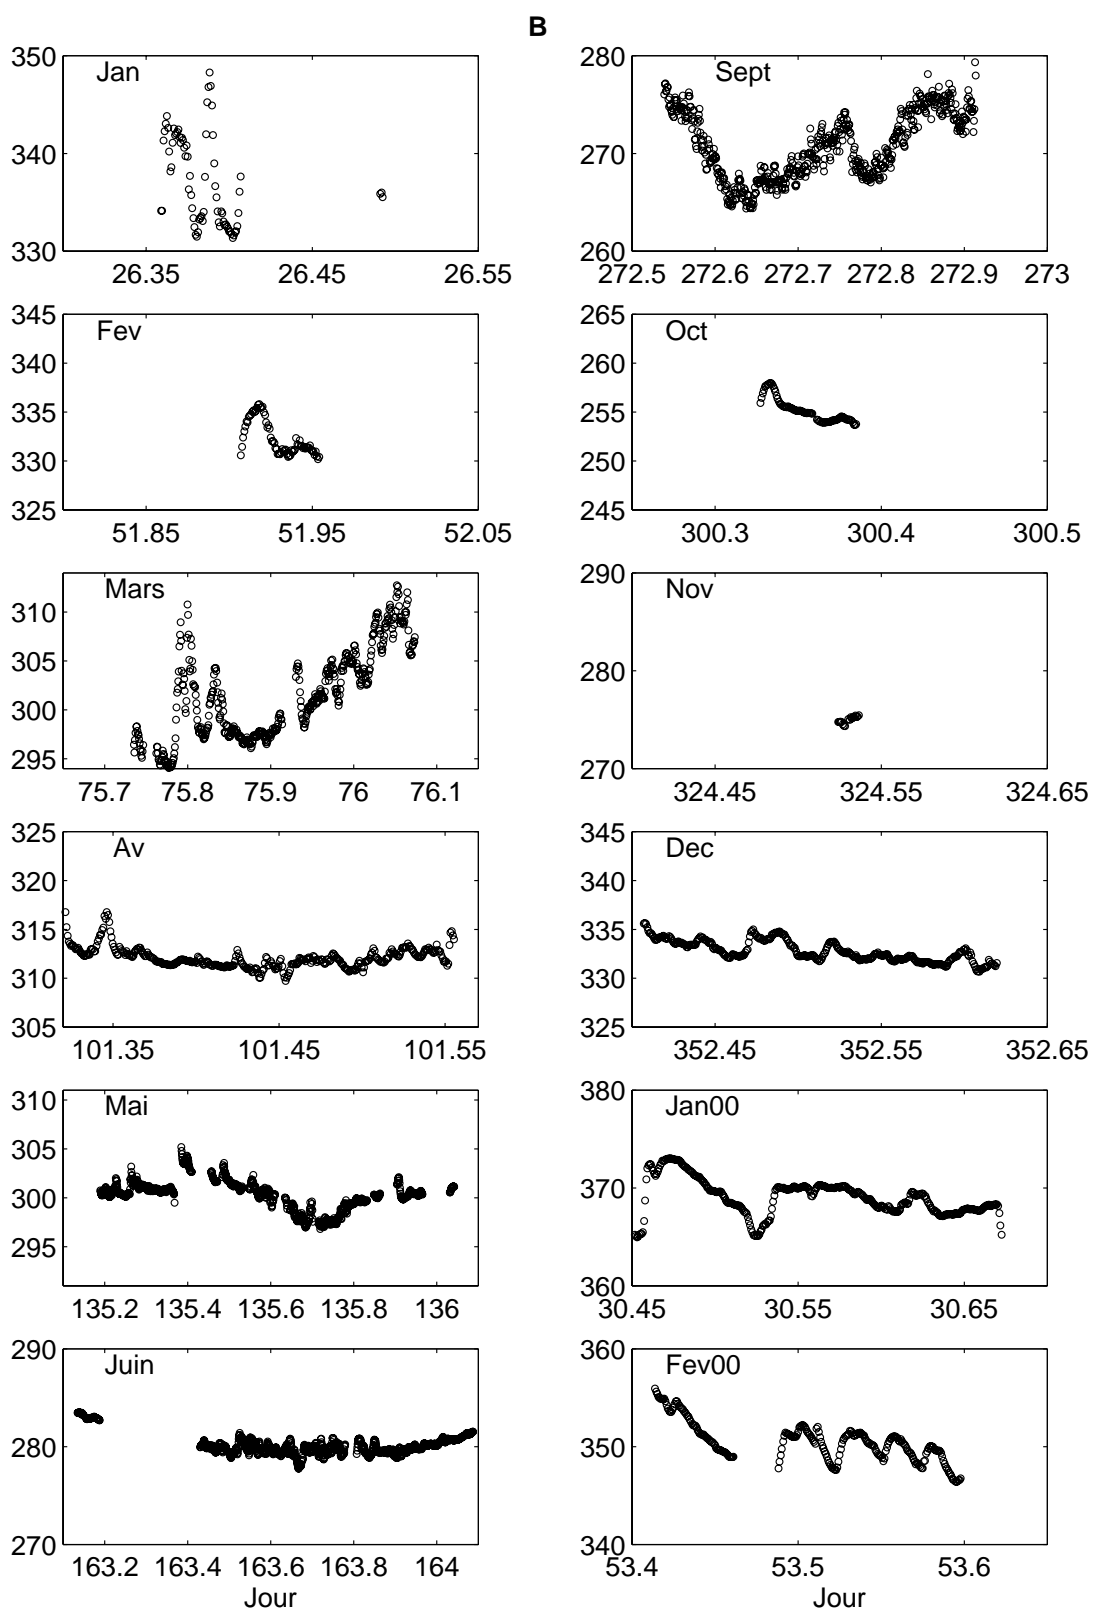 B
350
Jan
340
330
26.35 26.45 26.55
280
Sept
270
260
272.5 272.6 272.7 272.8 272.9 273
345
Fev
340
335
330
325
51.85 51.95 52.05
265
Oct
260
255
250
245
300.3 300.4 300.5
Mars
310
305
300
295
75.7 75.8 75.9 76 76.1
290
Nov
280
270
324.45 324.55 324.65
325
Av
320
315
310
305
101.35 101.45 101.55
345
Dec
340
335
330
325
352.45 352.55 352.65
310
Mai
305
300
295
135.2 135.4 135.6 135.8 136
380
Jan00
370
360
30.45 30.55 30.65
290
Juin
280
270
163.2 163.4 163.6 163.8 164
Jour
360
Fev00
350
340
53.4 53.5 53.6
Jour